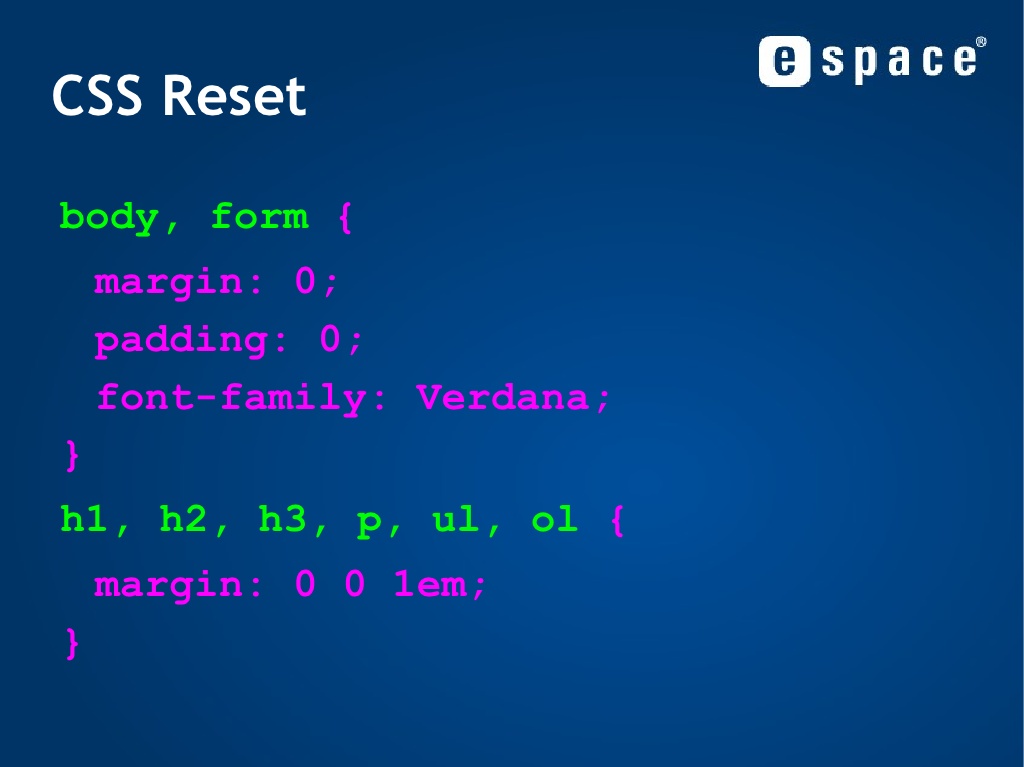 espace®
CSS Reset
body, form {
margin: 0;
padding: 0;
font-family: Verdana;
}
h1, h2, h3, p, ul, ol {
margin: 0 0 1em;
}